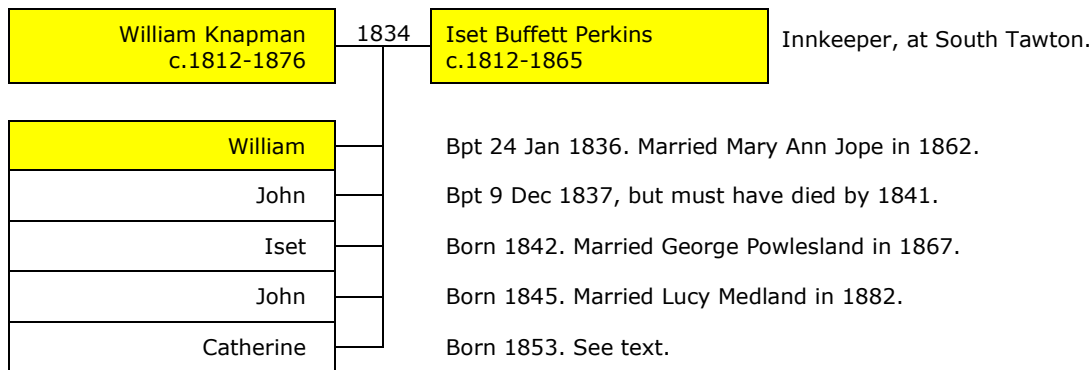 William Knapman
c.1812-1876
1834
Iset Buffett Perkins
c.1812-1865
Innkeeper, at South Tawton.
William
Bpt 24 Jan 1836. Married Mary Ann Jope in 1862.
John
Bpt 9 Dec 1837, but must have died by 1841.
Iset
Born 1842. Married George Powlesland in 1867.
John
Born 1845. Married Lucy Medland in 1882.
Catherine
Born 1853. See text.